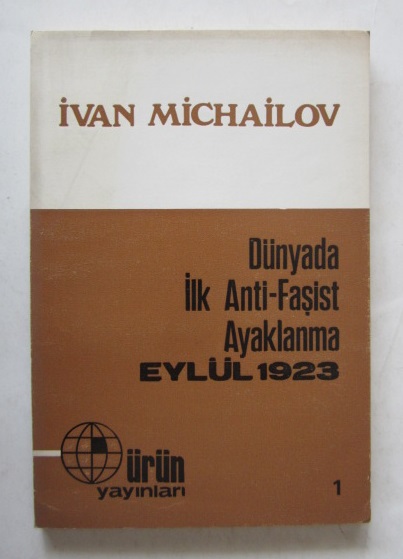 İVAN MİCHAİLOV
Dünyada
İlk Anti-Faşist
Ayaklanma
EYLÜL 1923
ürün
yayınları
1